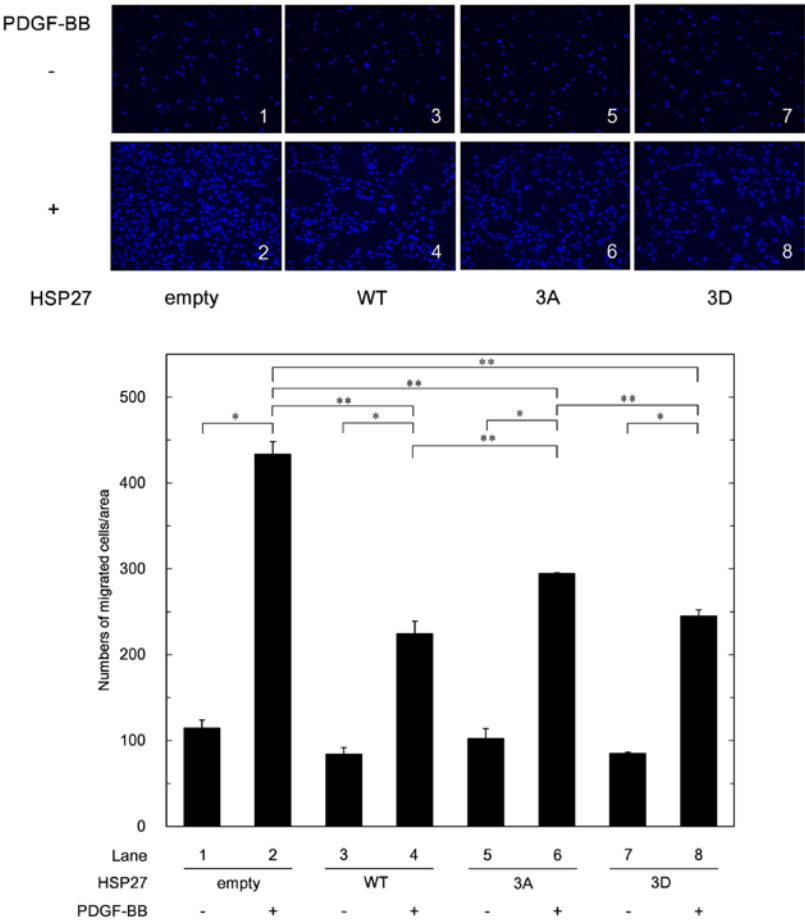 PDGF-BB
-
1 3 5 7
+
2 4 6 8
HSP27 empty WT 3A 3D
**
**
** * * ** *
**
500
400
300
200
100
0
Numbers of migrated cells/area
Lane 1 2 3 4 5 6 7 8
HSP27 empty WT 3A 3D
PDGF-BB - + - + - + - +